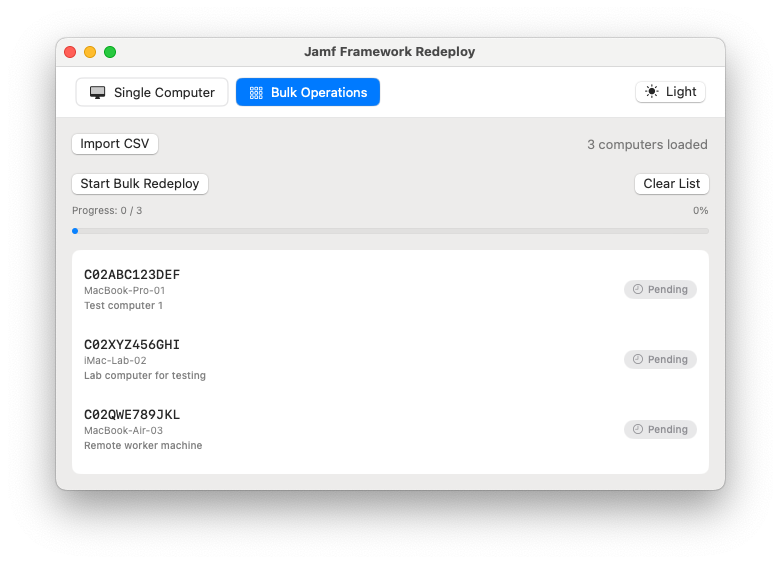 Jamf Framework Redeploy
Single Computer
Bulk Operations
Light
Import CSV
3 computers loaded
Start Bulk Redeploy
Clear List
Progress: 0 / 3
0%
C02ABC123DEF
MacBook-Pro-01
Test computer 1
Pending
C02XYZ456GHI
iMac-Lab-02
Lab computer for testing
Pending
C02QWE789JKL
MacBook-Air-03
Remote worker machine
Pending